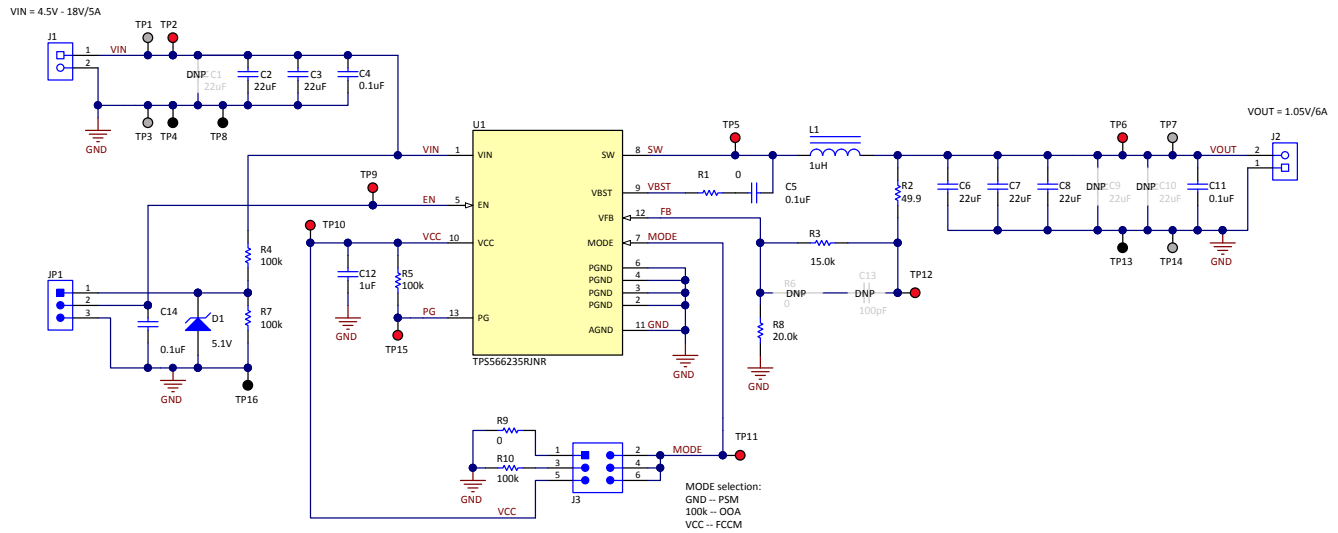 VIN = 4.5V - 18V/5A
TP1
TP2
J1
1
VIN
2
DNP
C1
22uF
C2
22uF
C3
22uF
C4
0.1uF
TP3
TP4
TP8
GND
U1
VIN
1
VIN
TP9
EN
5
EN
TP10
VCC
10
VCC
C12
1uF
R5
100k
GND
PG
13
PG
TP15
R4
100k
JP1
1
2
3
C14
0.1uF
D1
5.1V
R7
100k
GND
TP16
SW
8
SW
VBST
9
VBST
VFB
12
FB
MODE
7
MODE
PGND
6
PGND
4
PGND
3
PGND
2
AGND
11
GND
TPS566235RJNR
GND
TP5
L1
1uH
R1
0
C5
0.1uF
R2
49.9
R3
15.0k
R6
DNP
0
C13
DNP
100pF
TP12
R8
20.0k
GND
VOUT = 1.05V/6A
TP6
TP7
J2
VOUT
2
1
C6
22uF
C7
22uF
C8
22uF
DNP
C9
22uF
DNP
C10
22uF
C11
0.1uF
TP13
TP14
GND
R9
0
R10
100k
GND
VCC
1
3
5
2
4
6
J3
MODE
TP11
MODE selection:
GND -- PSM
100k -- OOA
VCC -- FCCM